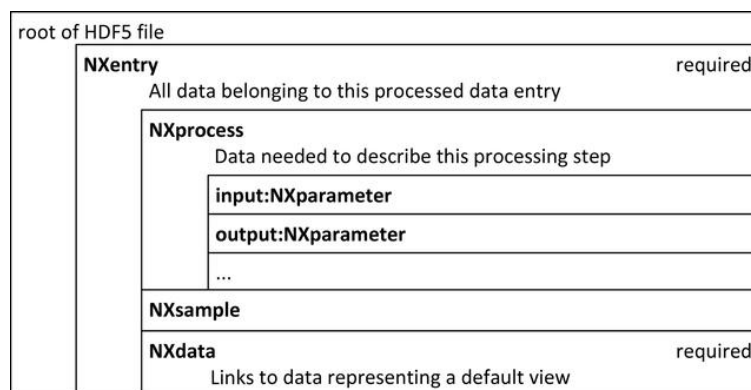 root of HDF5 file
NXentry required
All data belonging to this processed data entry
NXprocess
Data needed to describe this processing step
input:NXparameter
output:NXparameter
...
NXsample
NXdata required
Links to data representing a default view